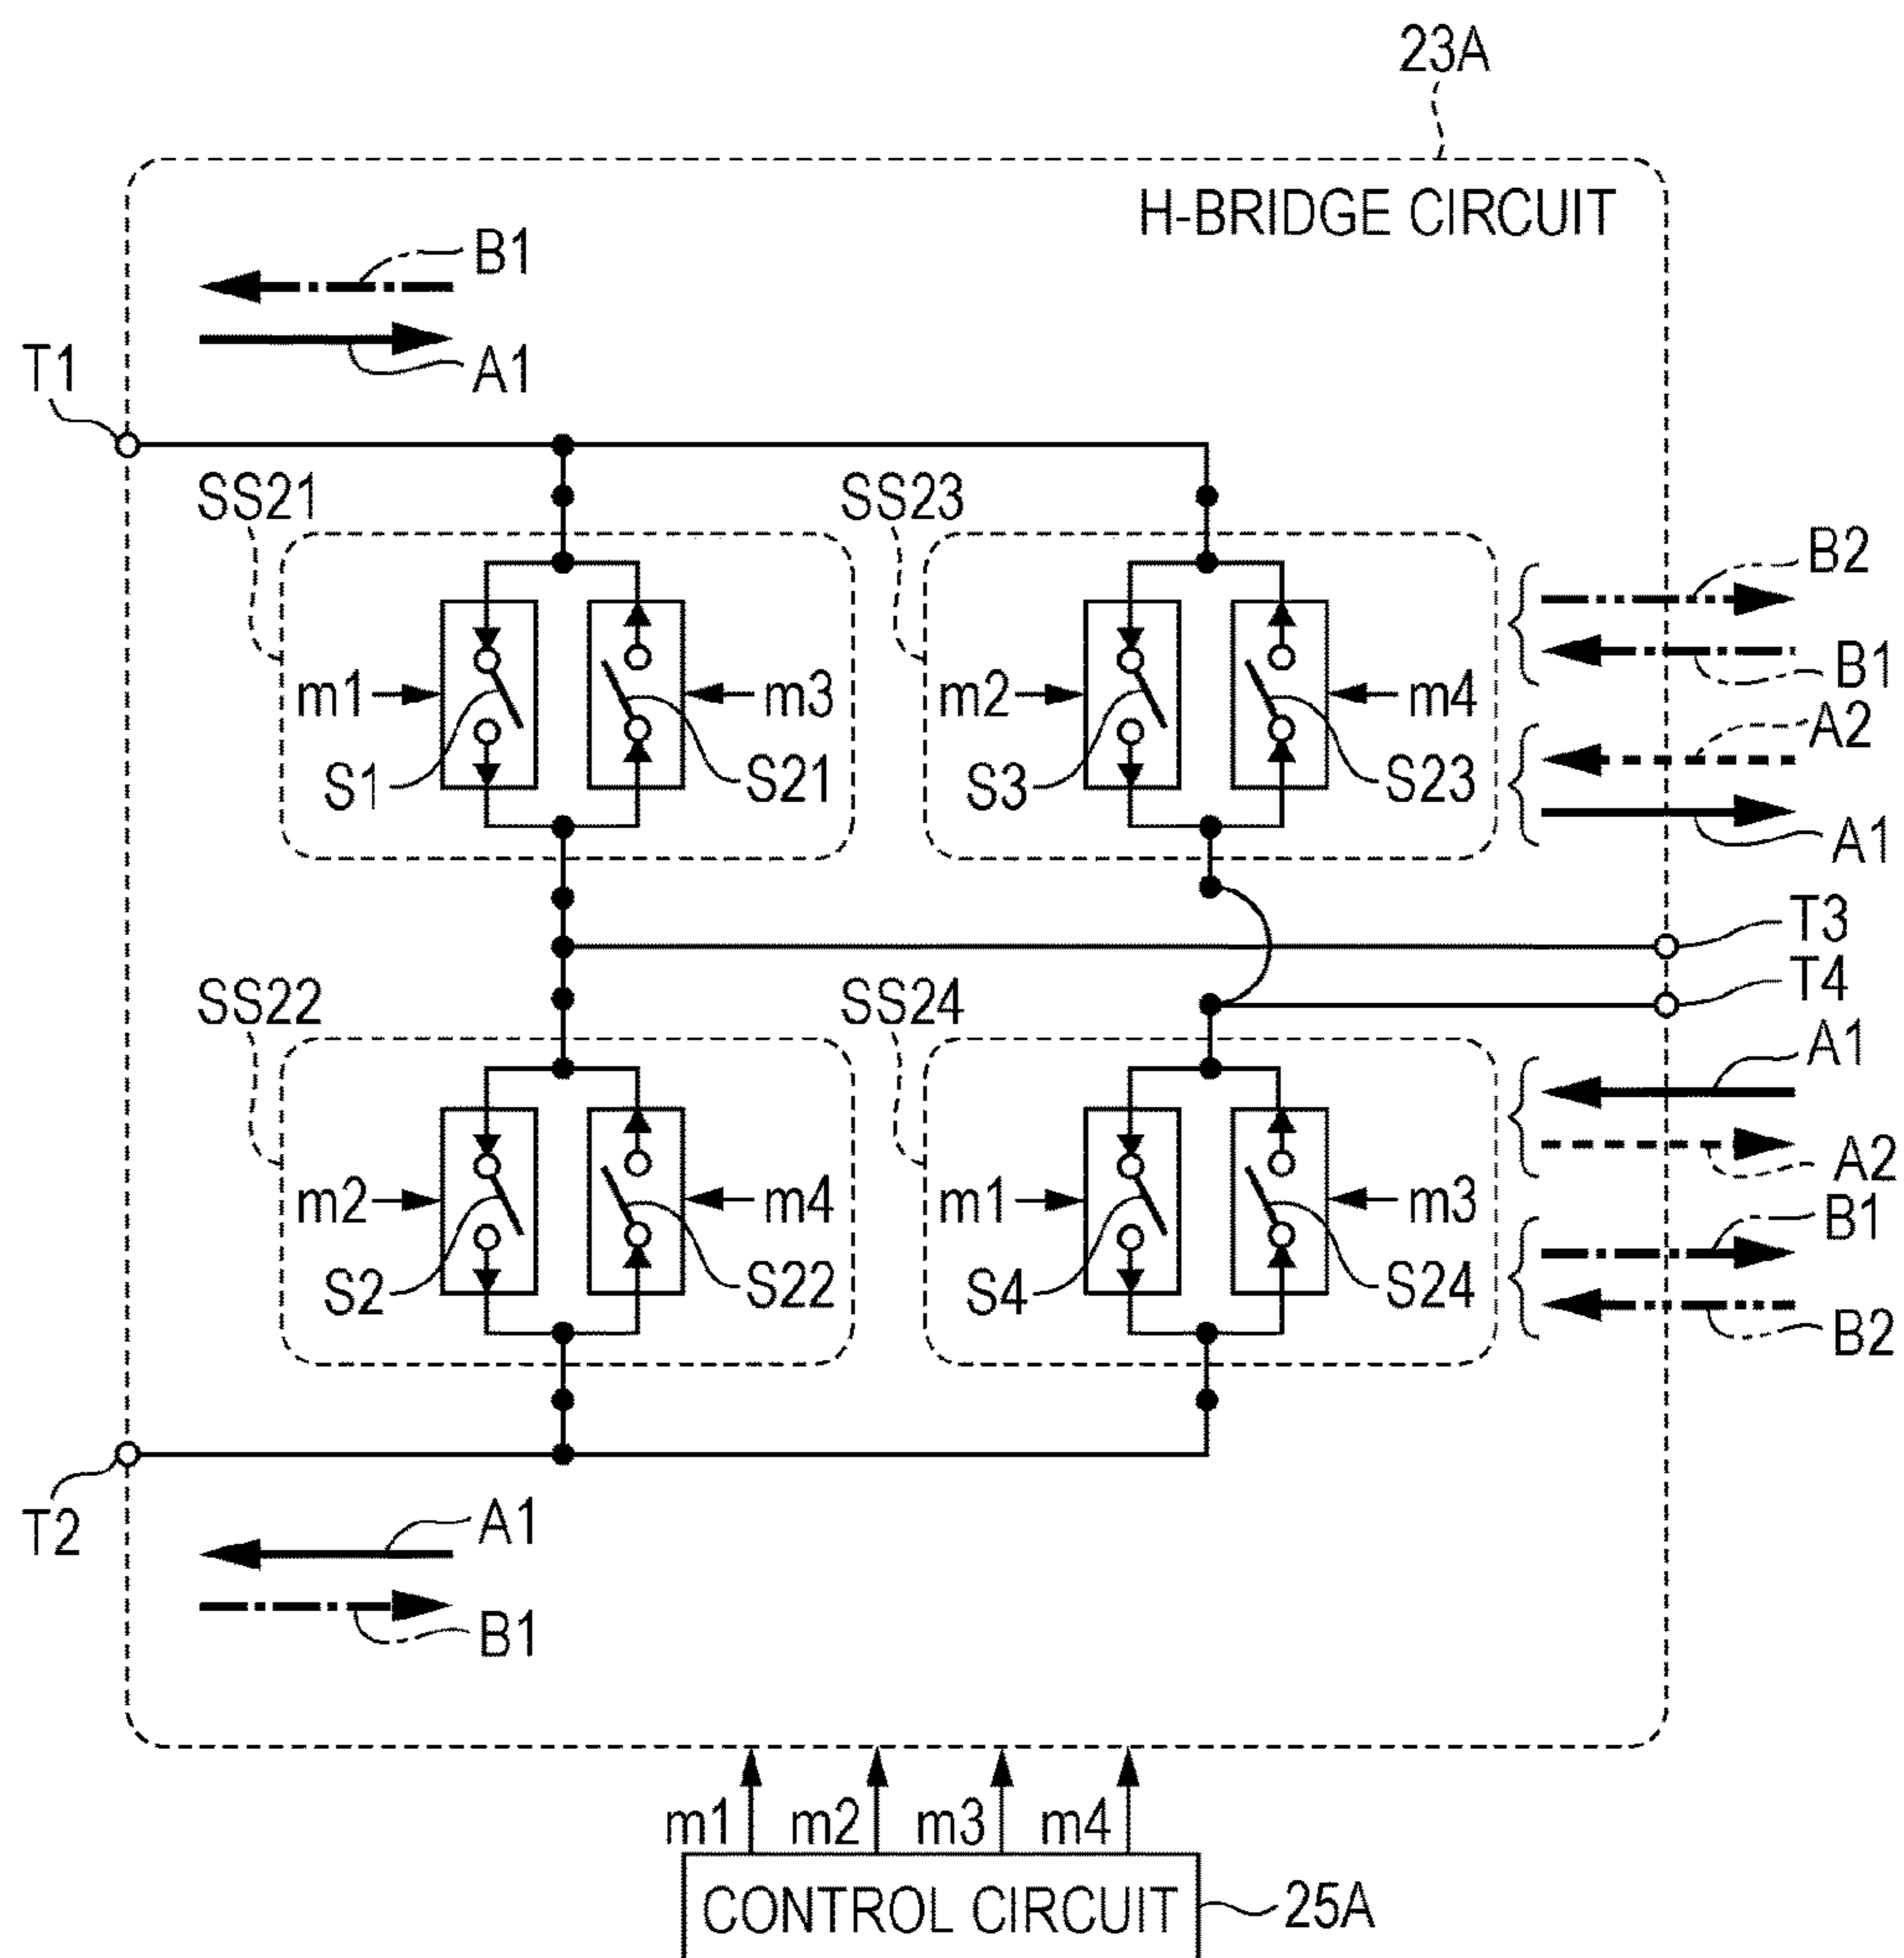 23A
H-BRIDGE CIRCUIT
B1
A1
T1
SS21
SS23
B2
m1
m3
m2
m4
B1
A2
S1
S21
S3
S23
A1
T3
T4
SS22
SS24
A1
A2
m2
m4
m1
m3
B1
S2
S22
S4
S24
B2
T2
A1
B1
m1
m2
m3
m4
CONTROL CIRCUIT
25A